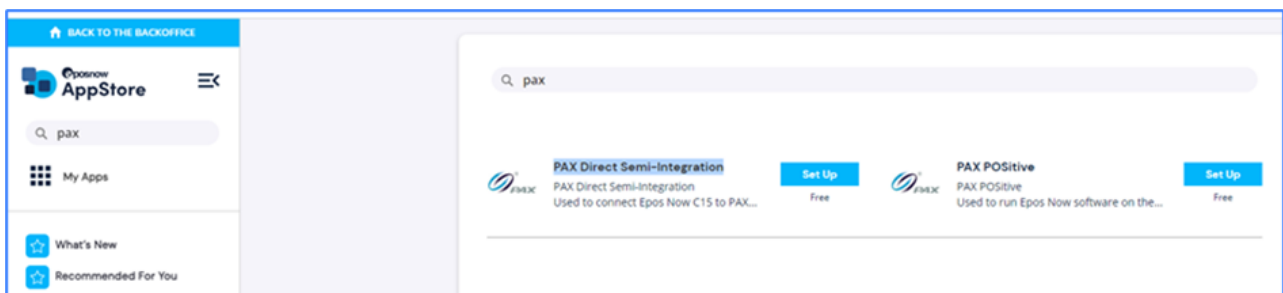 BACK TO THE BACKOFFICE
eposnow
AppStore
pax
My Apps
What's New
Recommended For You
pax
PAX
PAX Direct Semi-Integration
PAX Direct Semi-Integration
Used to connect Epos Now C15 to PAX...
Set Up
Free
PAX
PAX POSitive
PAX POSitive
Used to run Epos Now software on the...
Set Up
Free